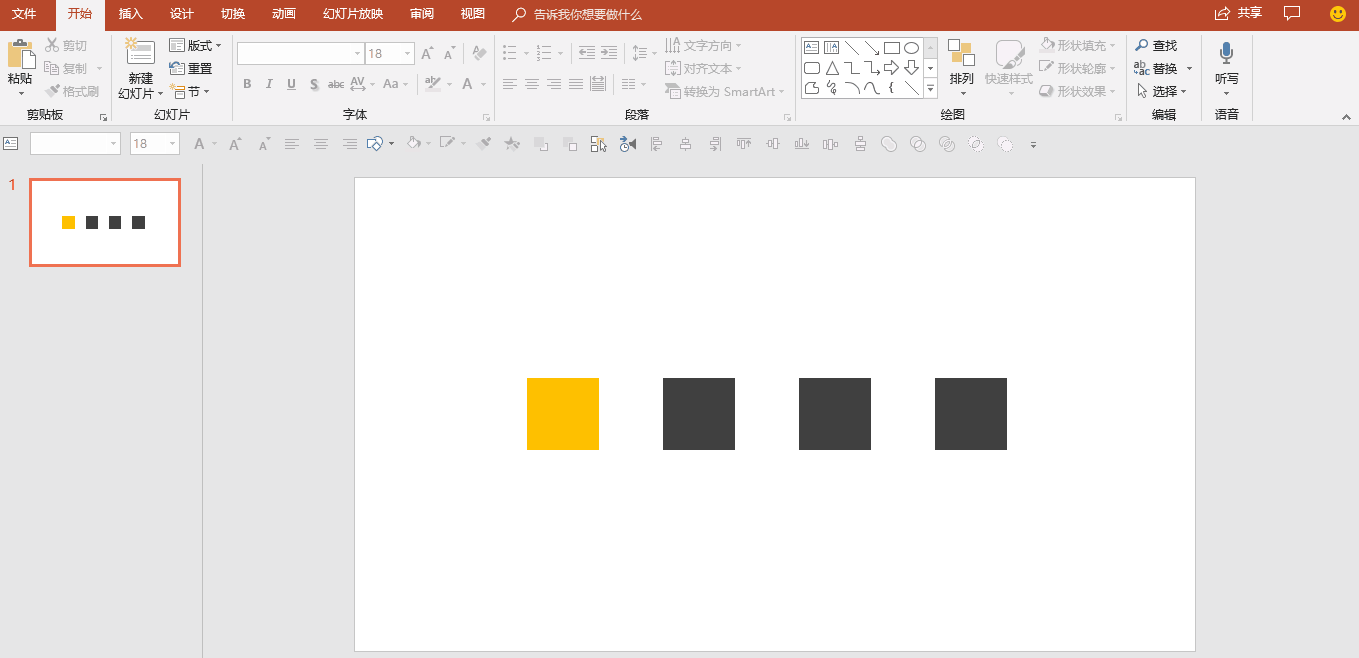 文件 开始 插入 设计 切换 动画 幻灯片放映 审阅 视图 告诉我你想要做什么 共享
剪切 版式 18 文字方向 形状填充 查找
复制 重置 对齐文本 形状轮廓 替换
粘贴 新建 排列 快速样式 听写
格式刷 幻灯片 节 B I U S abc AV Aa A 转换为 SmartArt 形状效果 选择
剪贴板 幻灯片 字体 段落 绘图 编辑 语音
18 A A A
1